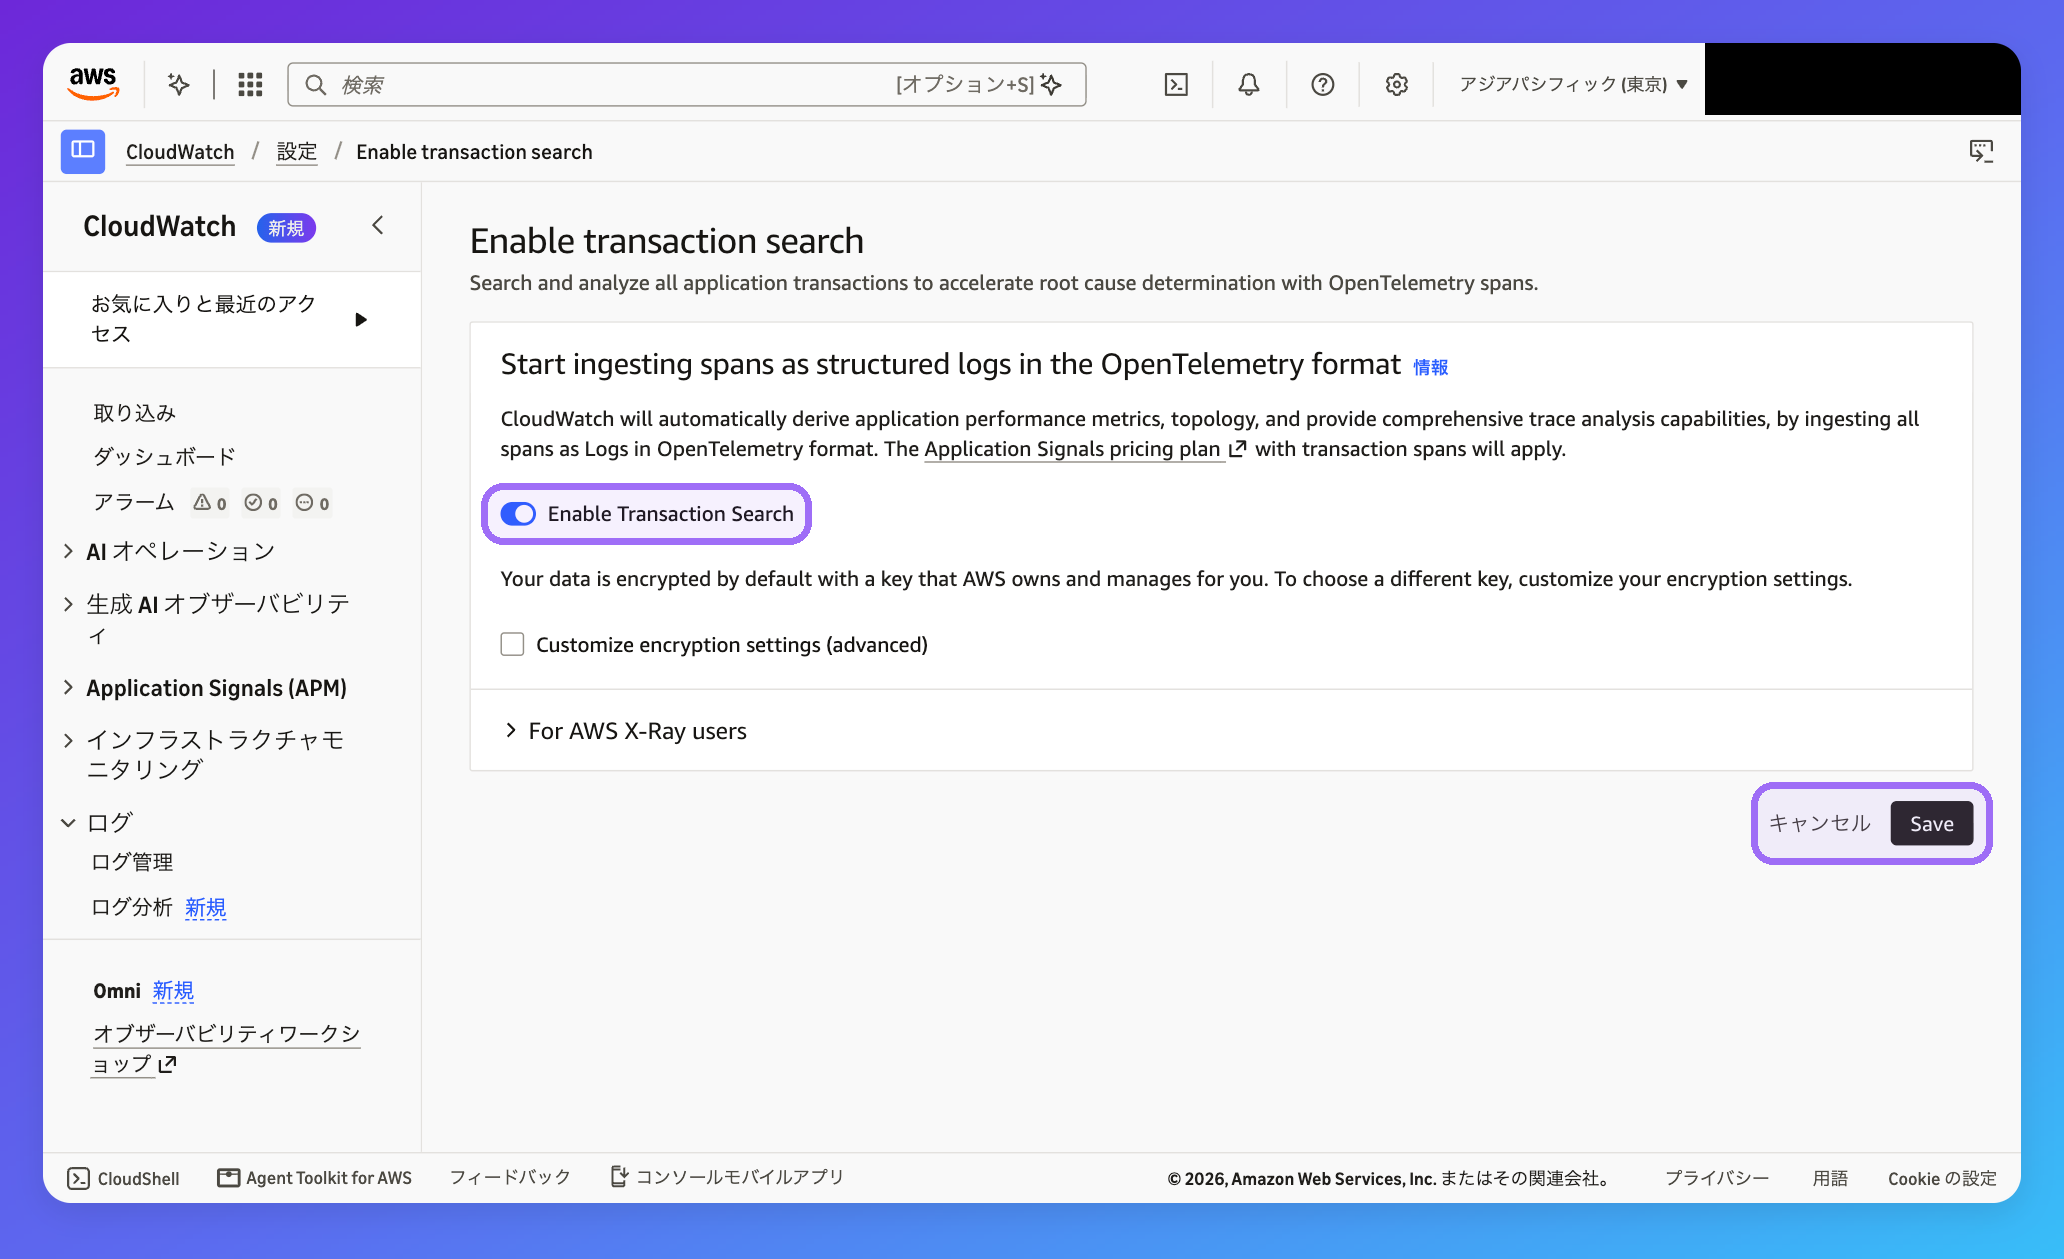 aws
検索
[オプション+S]
アジアパシフィック (東京) ▼
CloudWatch / 設定 / Enable transaction search
CloudWatch 新規
お気に入りと最近のアク
セス
取り込み
ダッシュボード
アラーム 0 0 0
AI オペレーション
生成 AI オブザーバビリテ
ィ
Application Signals (APM)
インフラストラクチャモ
ニタリング
ログ
ログ管理
ログ分析 新規
Omni 新規
オブザーバビリティワークシ
ョップ
Enable transaction search
Search and analyze all application transactions to accelerate root cause determination with OpenTelemetry spans.
Start ingesting spans as structured logs in the OpenTelemetry format 情報
CloudWatch will automatically derive application performance metrics, topology, and provide comprehensive trace analysis capabilities, by ingesting all
spans as Logs in OpenTelemetry format. The Application Signals pricing plan with transaction spans will apply.
Enable Transaction Search
Your data is encrypted by default with a key that AWS owns and manages for you. To choose a different key, customize your encryption settings.
Customize encryption settings (advanced)
For AWS X-Ray users
キャンセル Save
CloudShell Agent Toolkit for AWS フィードバック コンソールモバイルアプリ © 2026, Amazon Web Services, Inc. またはその関連会社。 プライバシー 用語 Cookie の設定